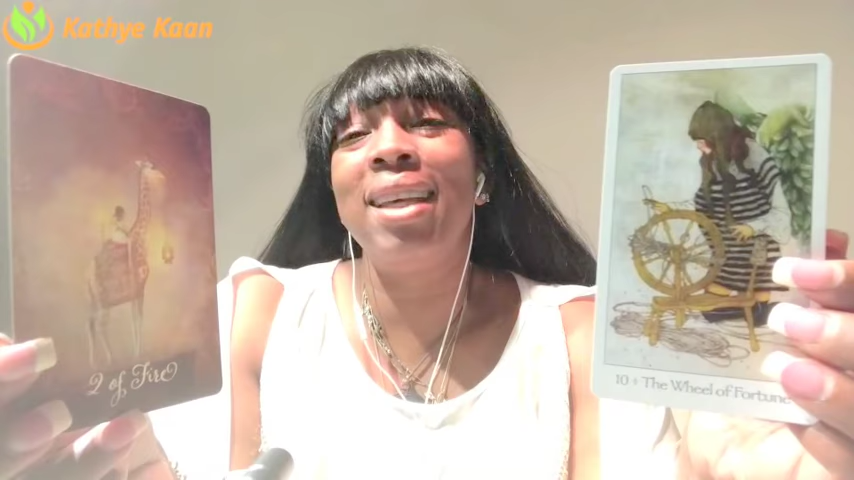 Kathye Kaan
2 of Fire
10 • The Wheel of Fortune